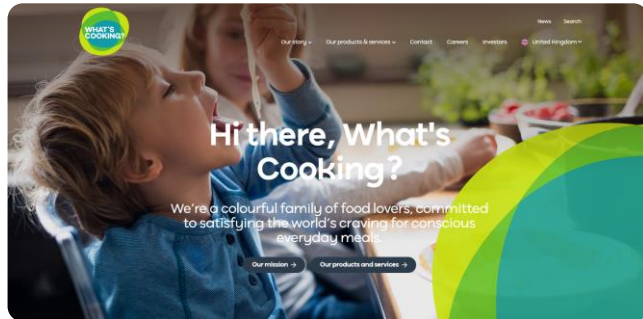 WHAT'S
COOKING?
News Search
Our story Our products & services Contact Careers Investors United Kingdom
Hi there, What's
Cooking?
We're a colourful family of food lovers, committed
to satisfying the world's craving for conscious
everyday meals.
Our mission → Our products and services →